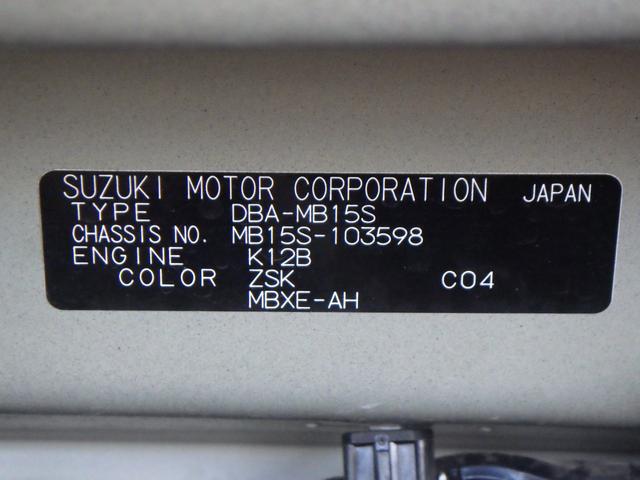 SUZUKI MOTOR CORPORATION JAPAN
TYPE DBA-MB15S
CHASSIS NO. MB15S-103598
ENGINE K12B
COLOR ZSK C04
MBXE-AH